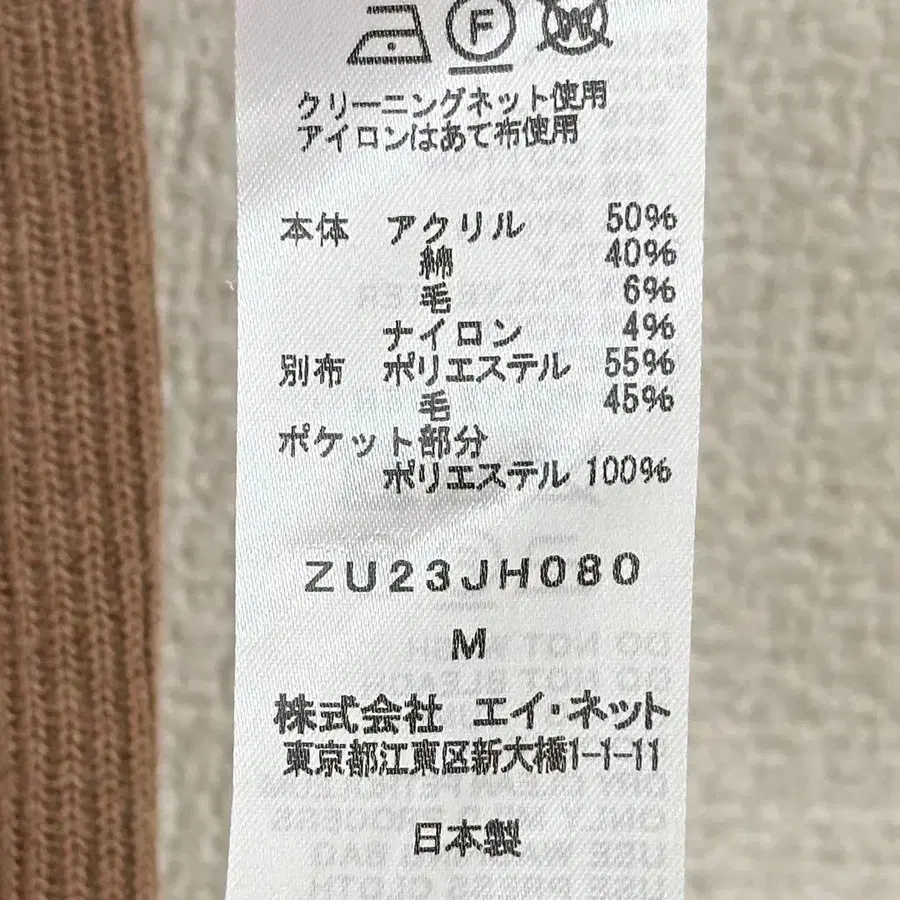 F W
クリーニングネット使用
アイロンはあて布使用
本体 アクリル 50%
綿 40%
毛 6%
ナイロン 4%
別布 ポリエステル 55%
毛 45%
ポケット部分
ポリエステル 100%
ZU23JH080
M
株式会社 エイ・ネット
東京都江東区新大橋1-1-11
日本製